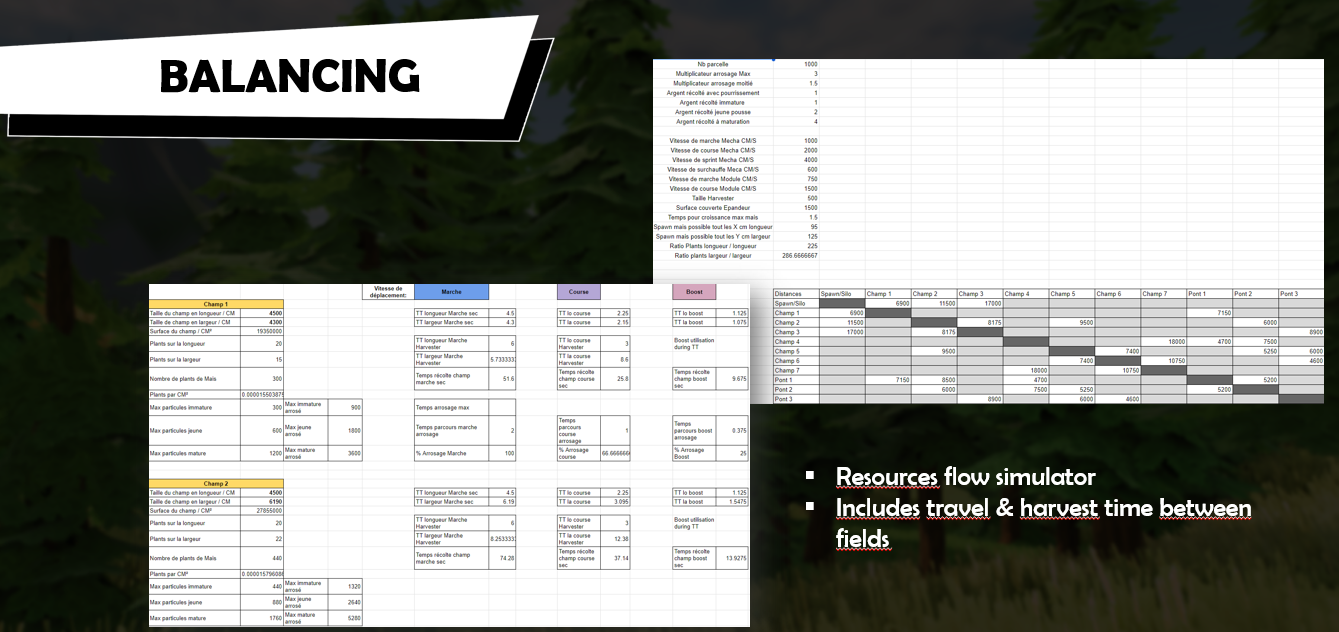 BALANCING
Nb parcelle 1000
Multiplicateur arrosage Max 3
Multiplicateur arrosage moitié 1.5
Argent récolté avec pourrissement 1
Argent récolté immature 1
Argent récolté jeune pousse 2
Argent récolté à maturation 4
Vitesse de marche Mecha CM/S 1000
Vitesse de course Mecha CM/S 2000
Vitesse de sprint Mecha CM/S 4000
Vitesse de surchauffe Meca CM/S 600
Vitesse de marche Module CM/S 750
Vitesse de course Module CM/S 1500
Taille Harvester 500
Surface couverte Epandeur 1500
Temps pour croissance max mais 1.5
Spawn mais possible tout les X cm longueur 95
Spawn mais possible tout les Y cm largeur 125
Ratio Plants longueur / longueur 225
Ratio plants largeur / largeur 286.6666667
Distances Spawn/Silo Champ 1 Champ 2 Champ 3 Champ 4 Champ 5 Champ 6 Champ 7 Pont 1 Pont 2 Pont 3
Spawn/Silo 6900 11500 17000
Champ 1 6900 7150
Champ 2 11500 8175 9500 6000
Champ 3 17000 8175 8900
Champ 4 18000 4700 7500
Champ 5 9500 7400 5250 6000
Champ 6 7400 10750 4600
Champ 7 18000 10750
Pont 1 7150 8500 4700 5200
Pont 2 6000 7500 5250 5200
Pont 3 8900 6000 4600
Vitesse de
déplacement: Marche Course Boost
Champ 1
Taille du champ en longueur / CM 4500 TT longueur Marche sec 4.5 TT lo course 2.25 TT lo boost 1.125
Taille de champ en largeur / CM 4300 TT largeur Marche sec 4.3 TT la course 2.15 TT la boost 1.075
Surface du champ / CM² 19350000
Plants sur la longueur 20 TT longueur Marche Harvester 6 TT lo course Harvester 3 Boost utilisation during TT
Plants sur la largeur 15 TT largeur Marche Harvester 5.7333333 TT la course Harvester 8.6
Nombre de plants de Mais 300 Temps récolte champ marche sec 51.6 Temps récolte champ course sec 25.8 Temps récolte champ boost sec 9.675
Plants par CM² 0.00001550387
Max particules immature 300 Max immature arrosé 900 Temps arrosage max
Max particules jeune 600 Max jeune arrosé 1800 Temps parcours marche arrosage 2 Temps parcours course arrosage 1 Temps parcours boost arrosage 0.375
Max particules mature 1200 Max mature arrosé 3600 % Arrosage Marche 100 % Arrosage course 66.666666 % Arrosage Boost 25
Champ 2
Taille du champ en longueur / CM 4500 TT longueur Marche sec 4.5 TT lo course 2.25 TT lo boost 1.125
Taille de champ en largeur / CM 6190 TT largeur Marche sec 6.19 TT la course 3.095 TT la boost 1.5475
Surface du champ / CM² 27855000
Plants sur la longueur 20 TT longueur Marche Harvester 6 TT lo course Harvester 3 Boost utilisation during TT
Plants sur la largeur 22 TT largeur Marche Harvester 8.2533333 TT la course Harvester 12.38
Nombre de plants de Mais 440 Temps récolte champ marche sec 74.28 Temps récolte champ course sec 37.14 Temps récolte champ boost sec 13.9275
Plants par CM² 0.0000157960
Max particules immature 440 Max immature arrosé 1320
Max particules jeune 880 Max jeune arrosé 2640
Max particules mature 1760 Max mature arrosé 5280
Resources flow simulator
Includes travel & harvest time between
fields